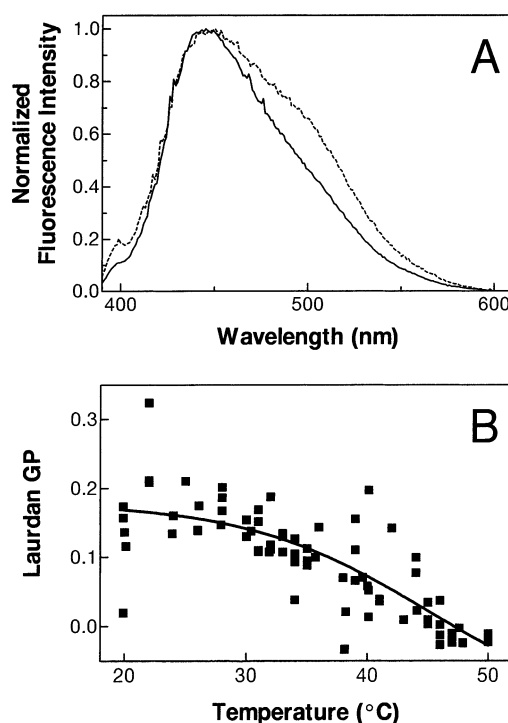 A
Normalized
Fluorescence Intensity
1.0
0.8
0.6
0.4
0.2
0.0
400
500
600
Wavelength (nm)
B
Laurdan GP
0.3
0.2
0.1
0.0
20
30
40
50
Temperature (°C)